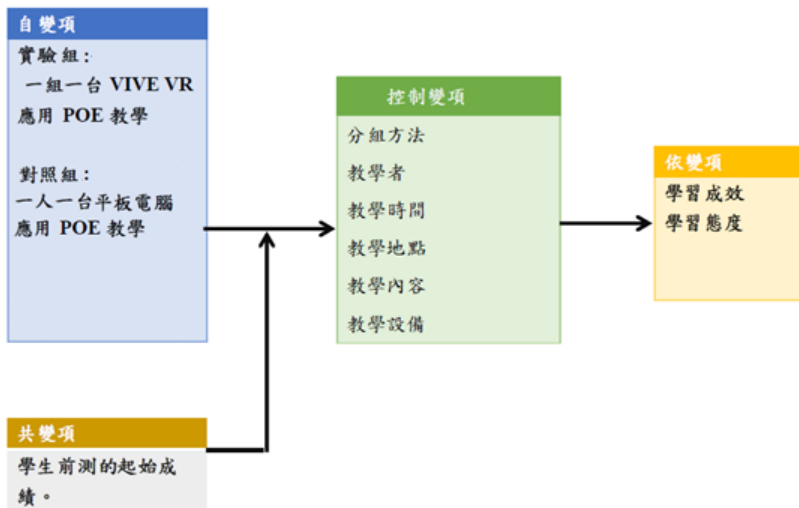 自變項
實驗組:
一組一台 VIVE VR
應用 POE 教學
對照組:
一人一台平板電腦
應用 POE 教學
控制變項
分組方法
教學者
教學時間
教學地點
教學內容
教學設備
依變項
學習成效
學習態度
共變項
學生前測的起始成
績。